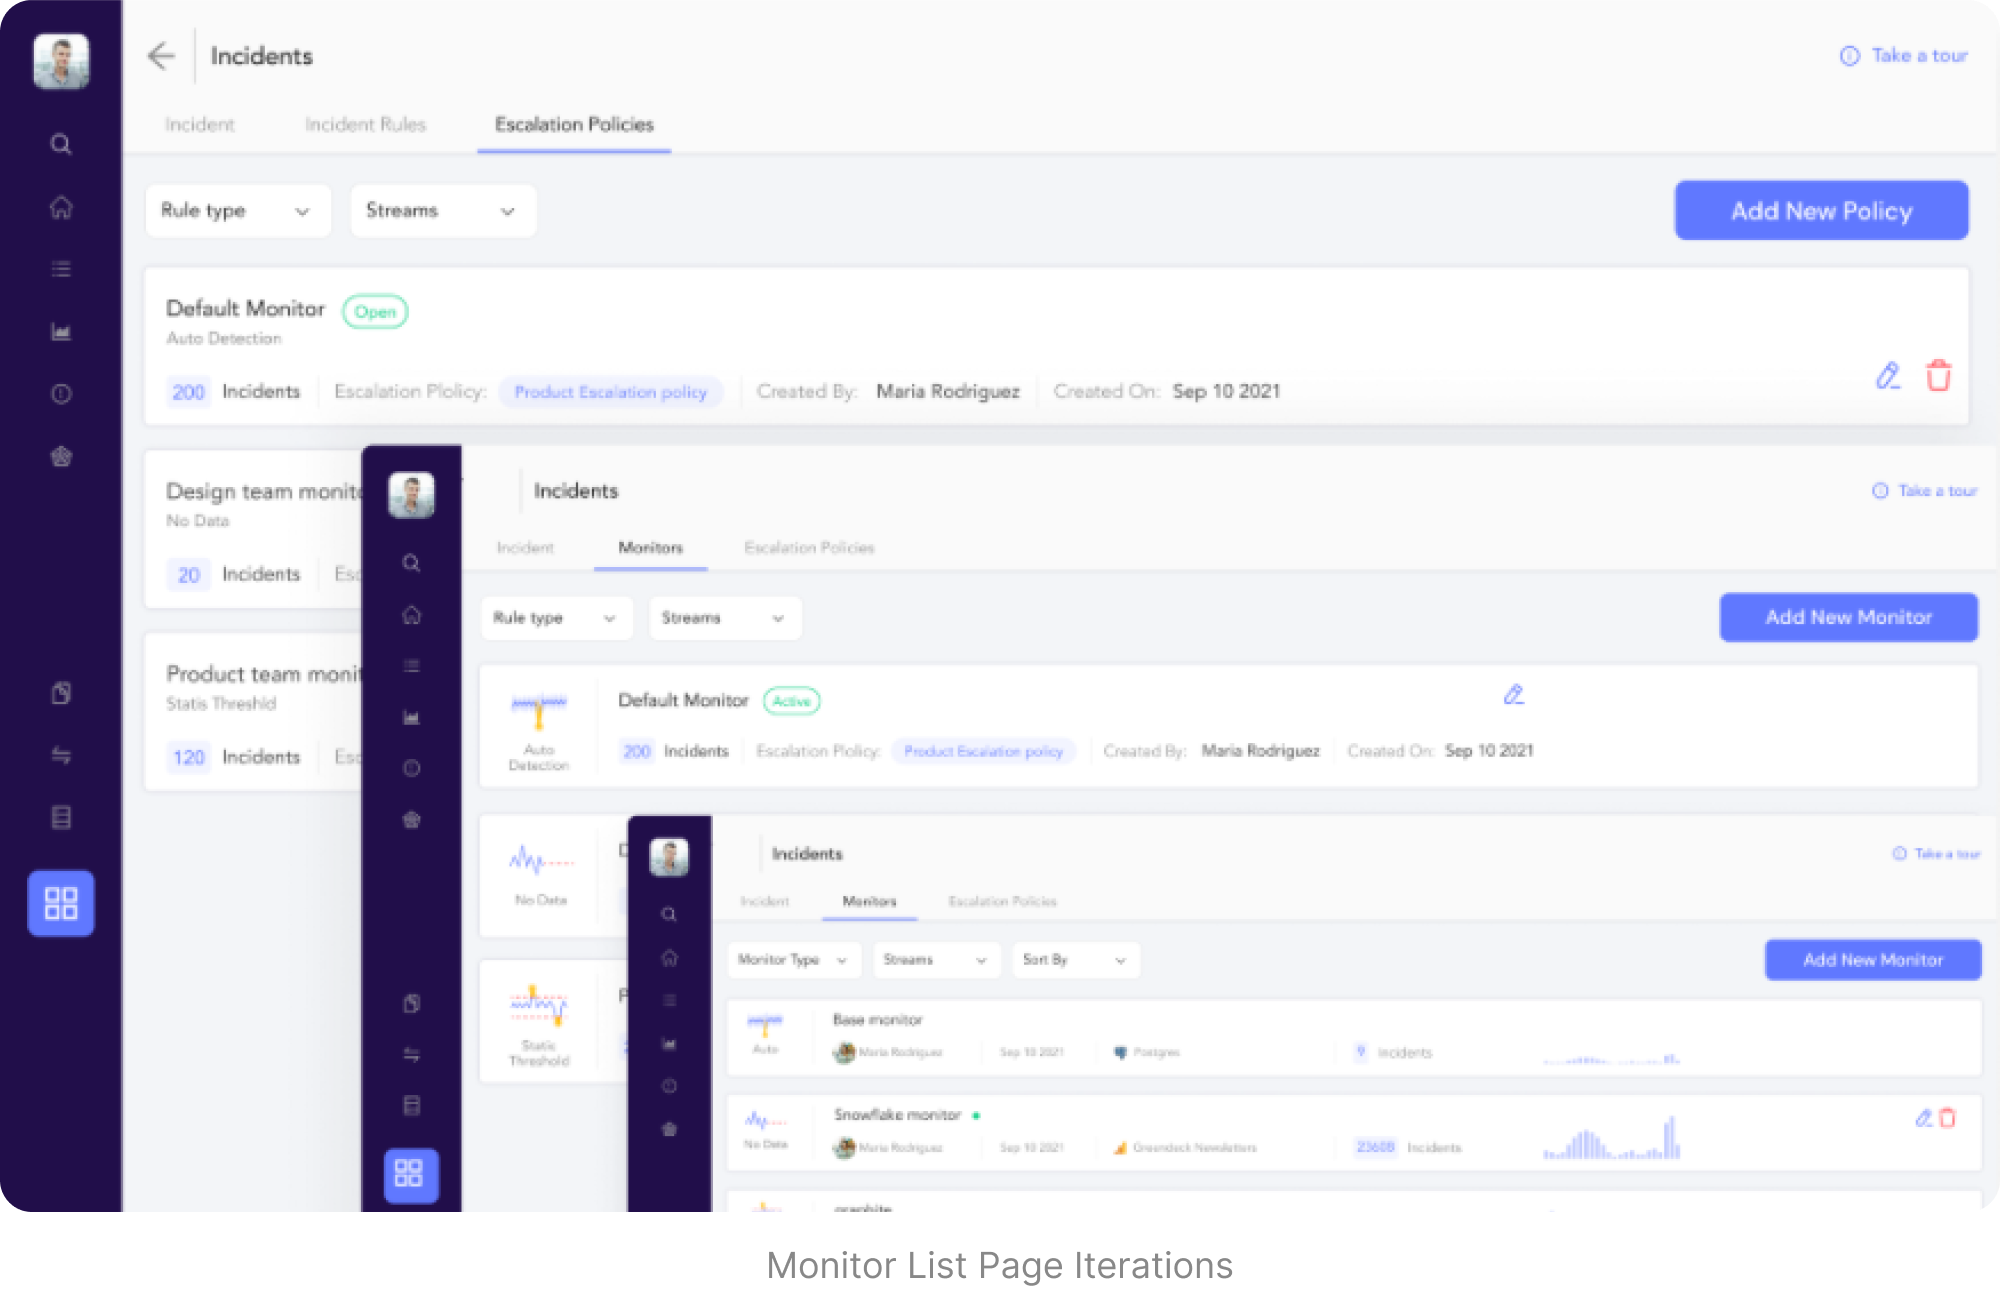 Incidents
Take a tour
Incident
Incident Rules
Escalation Policies
Rule type
Streams
Add New Policy
Default Monitor
Open
Auto Detection
200 Incidents
Escalation Plolicy:
Product Escalation policy
Created By: Maria Rodriguez
Created On: Sep 10 2021
Design team monito
No Data
20 Incidents
Esc
Product team monit
Statis Threshld
120 Incidents
Esc
Incidents
Take a tour
Incident
Monitors
Escalation Policies
Rule type
Streams
Add New Monitor
Auto
Detection
Default Monitor
Active
200 Incidents
Escalation Plolicy:
Product Escalation policy
Created By: Maria Rodriguez
Created On: Sep 10 2021
No Data
Static
Threshold
Incidents
Take a tour
Incident
Monitors
Escalation Policies
Monitor Type
Streams
Sort By
Add New Monitor
Auto
Base monitor
Maria Rodriguez
Sep 10 2021
Postgres
9 Incidents
No Data
Snowflake monitor
Maria Rodriguez
Sep 10 2021
Greendeck Newsletters
23608 Incidents
graphite
Monitor List Page Iterations